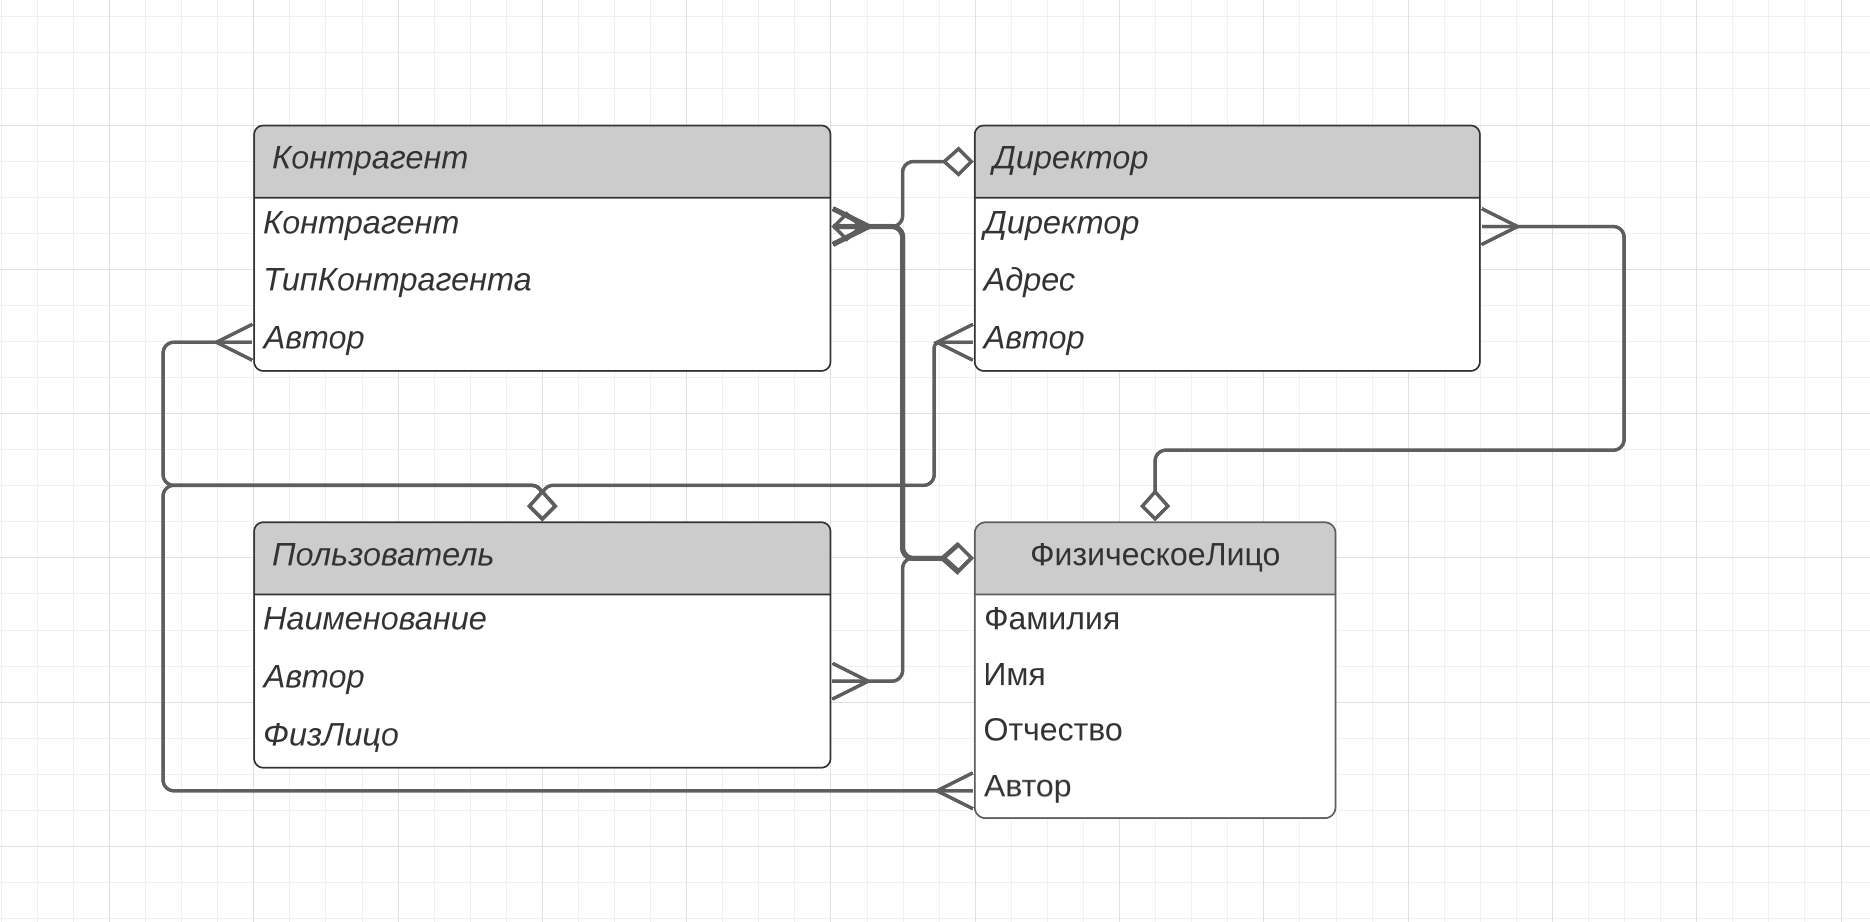 Контрагент
Контрагент
ТипКонтрагента
Автор
Директор
Директор
Адрес
Автор
Пользователь
Наименование
Автор
ФизЛицо
ФизическоеЛицо
Фамилия
Имя
Отчество
Автор